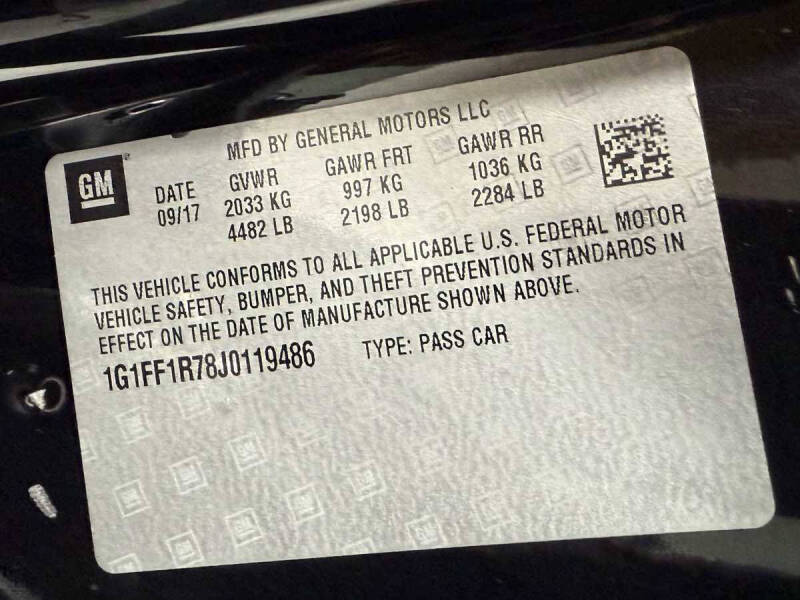 MFD BY GENERAL MOTORS LLC
GM
DATE GVWR GAWR FRT GAWR RR
09/17 2033 KG 997 KG 1036 KG
4482 LB 2198 LB 2284 LB
THIS VEHICLE CONFORMS TO ALL APPLICABLE U.S. FEDERAL MOTOR
VEHICLE SAFETY, BUMPER, AND THEFT PREVENTION STANDARDS IN
EFFECT ON THE DATE OF MANUFACTURE SHOWN ABOVE.
1G1FF1R78J0119486 TYPE: PASS CAR